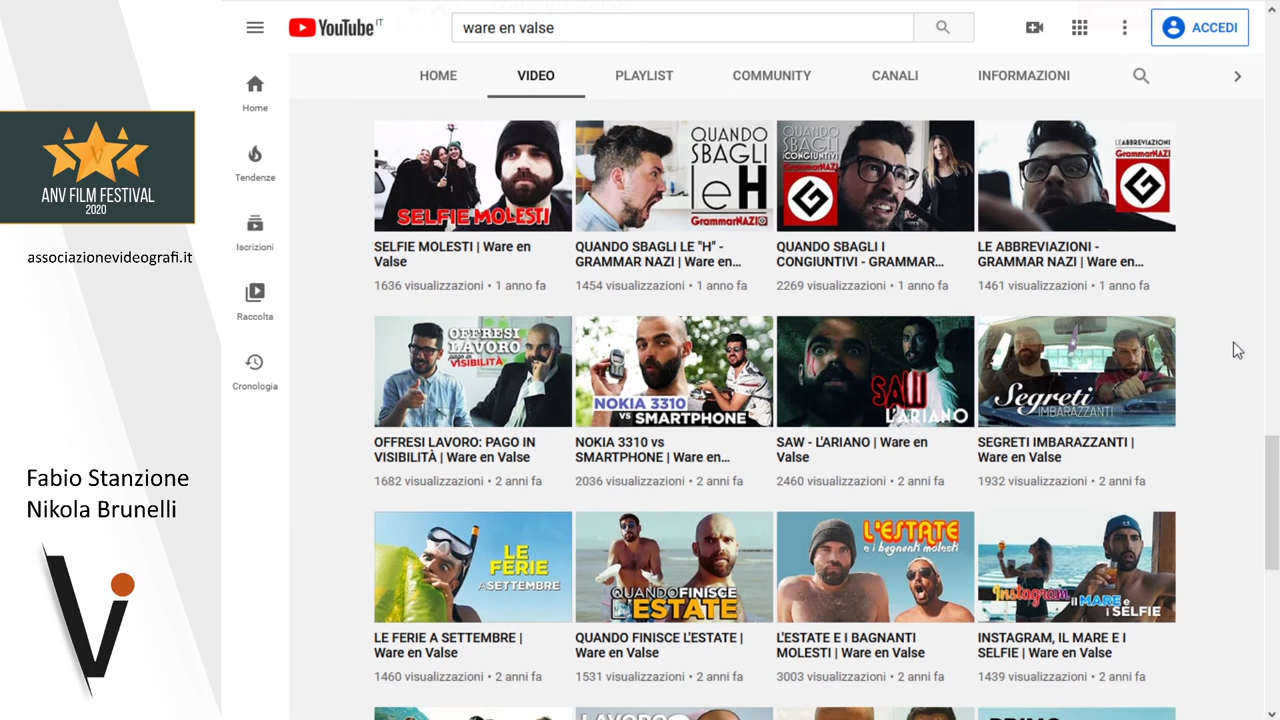 YouTube IT
ware en valse
ACCEDI
HOME
VIDEO
PLAYLIST
COMMUNITY
CANALI
INFORMAZIONI
Home
Tendenze
Iscrizioni
Raccolta
Cronologia
V
ANV FILM FESTIVAL
2020
associazionevideografi.it
Fabio Stanzione
Nikola Brunelli
SELFIE MOLESTI
SELFIE MOLESTI | Ware en
Valse
1636 visualizzazioni • 1 anno fa
QUANDO
SBAGLI
le H
GrammarNAZI
QUANDO SBAGLI LE "H" -
GRAMMAR NAZI | Ware en...
1454 visualizzazioni • 1 anno fa
QUANDO
SBAGLI
i CONGIUNTIVI
GrammarNAZI
G
QUANDO SBAGLI I
CONGIUNTIVI - GRAMMAR...
2269 visualizzazioni • 1 anno fa
LE ABBREVIAZIONI
GrammarNAZI
G
LE ABBREVIAZIONI -
GRAMMAR NAZI | Ware en...
1461 visualizzazioni • 1 anno fa
OFFRESI
LAVORO
pago in
VISIBILITÀ
OFFRESI LAVORO: PAGO IN
VISIBILITÀ | Ware en Valse
1682 visualizzazioni • 2 anni fa
NOKIA 3310
vs SMARTPHONE
NOKIA 3310 vs
SMARTPHONE | Ware en...
2036 visualizzazioni • 2 anni fa
SAW
L'ARIANO
SAW - L'ARIANO | Ware en
Valse
2460 visualizzazioni • 2 anni fa
Segreti
IMBARAZZANTI
SEGRETI IMBARAZZANTI |
Ware en Valse
1932 visualizzazioni • 2 anni fa
LE
FERIE
A SETTEMBRE
LE FERIE A SETTEMBRE |
Ware en Valse
1460 visualizzazioni • 2 anni fa
QUANDO FINISCE
L'ESTATE
QUANDO FINISCE L'ESTATE |
Ware en Valse
1531 visualizzazioni • 2 anni fa
L'ESTATE
e i bagnanti molesti
L'ESTATE E I BAGNANTI
MOLESTI | Ware en Valse
3003 visualizzazioni • 2 anni fa
Instagram
il MARE e
i SELFIE
INSTAGRAM, IL MARE E I
SELFIE | Ware en Valse
1439 visualizzazioni • 2 anni fa
LAVORO
PRIMO